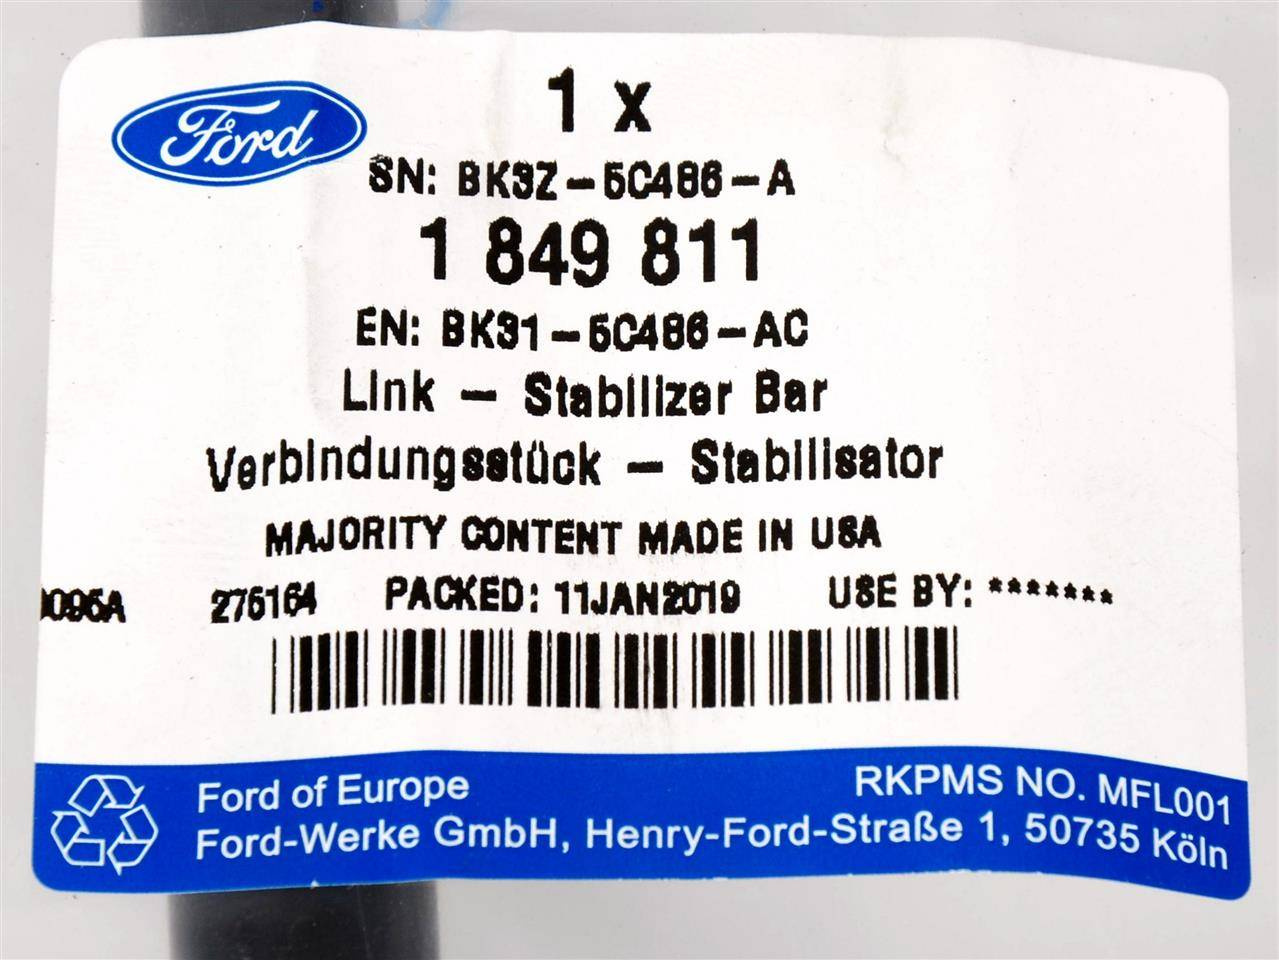 Ford
1 x
SN: BK3Z-5C486-A
1 849 811
EN: BK31-5C486-AC
Link - Stabilizer Bar
Verbindungsstück - Stabilisator
MAJORITY CONTENT MADE IN USA
275164 PACKED: 11JAN2019 USE BY: *******
Ford of Europe RKPMS NO. MFL001
Ford-Werke GmbH, Henry-Ford-Straße 1, 50735 Köln